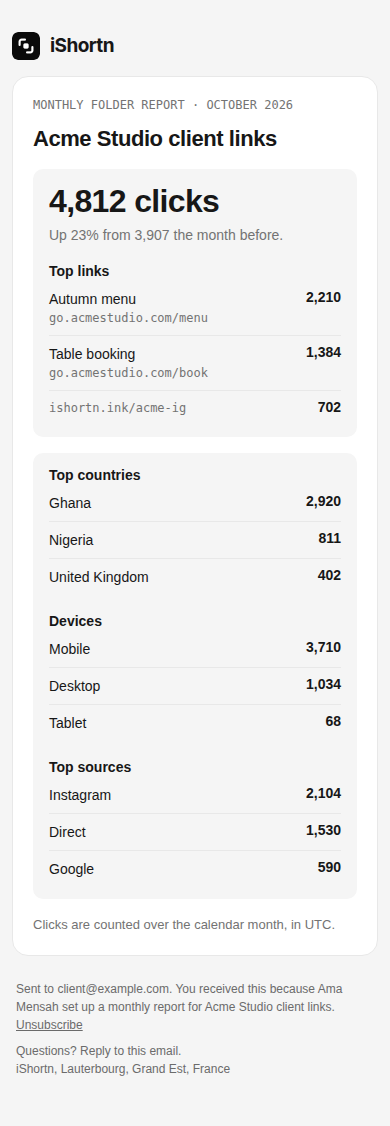 iShortn
MONTHLY FOLDER REPORT · OCTOBER 2026
Acme Studio client links
4,812 clicks
Up 23% from 3,907 the month before.
Top links
Autumn menu 2,210
go.acmestudio.com/menu
Table booking 1,384
go.acmestudio.com/book
ishortn.ink/acme-ig 702
Top countries
Ghana 2,920
Nigeria 811
United Kingdom 402
Devices
Mobile 3,710
Desktop 1,034
Tablet 68
Top sources
Instagram 2,104
Direct 1,530
Google 590
Clicks are counted over the calendar month, in UTC.
Sent to client@example.com. You received this because Ama
Mensah set up a monthly report for Acme Studio client links.
Unsubscribe
Questions? Reply to this email.
iShortn, Lauterbourg, Grand Est, France